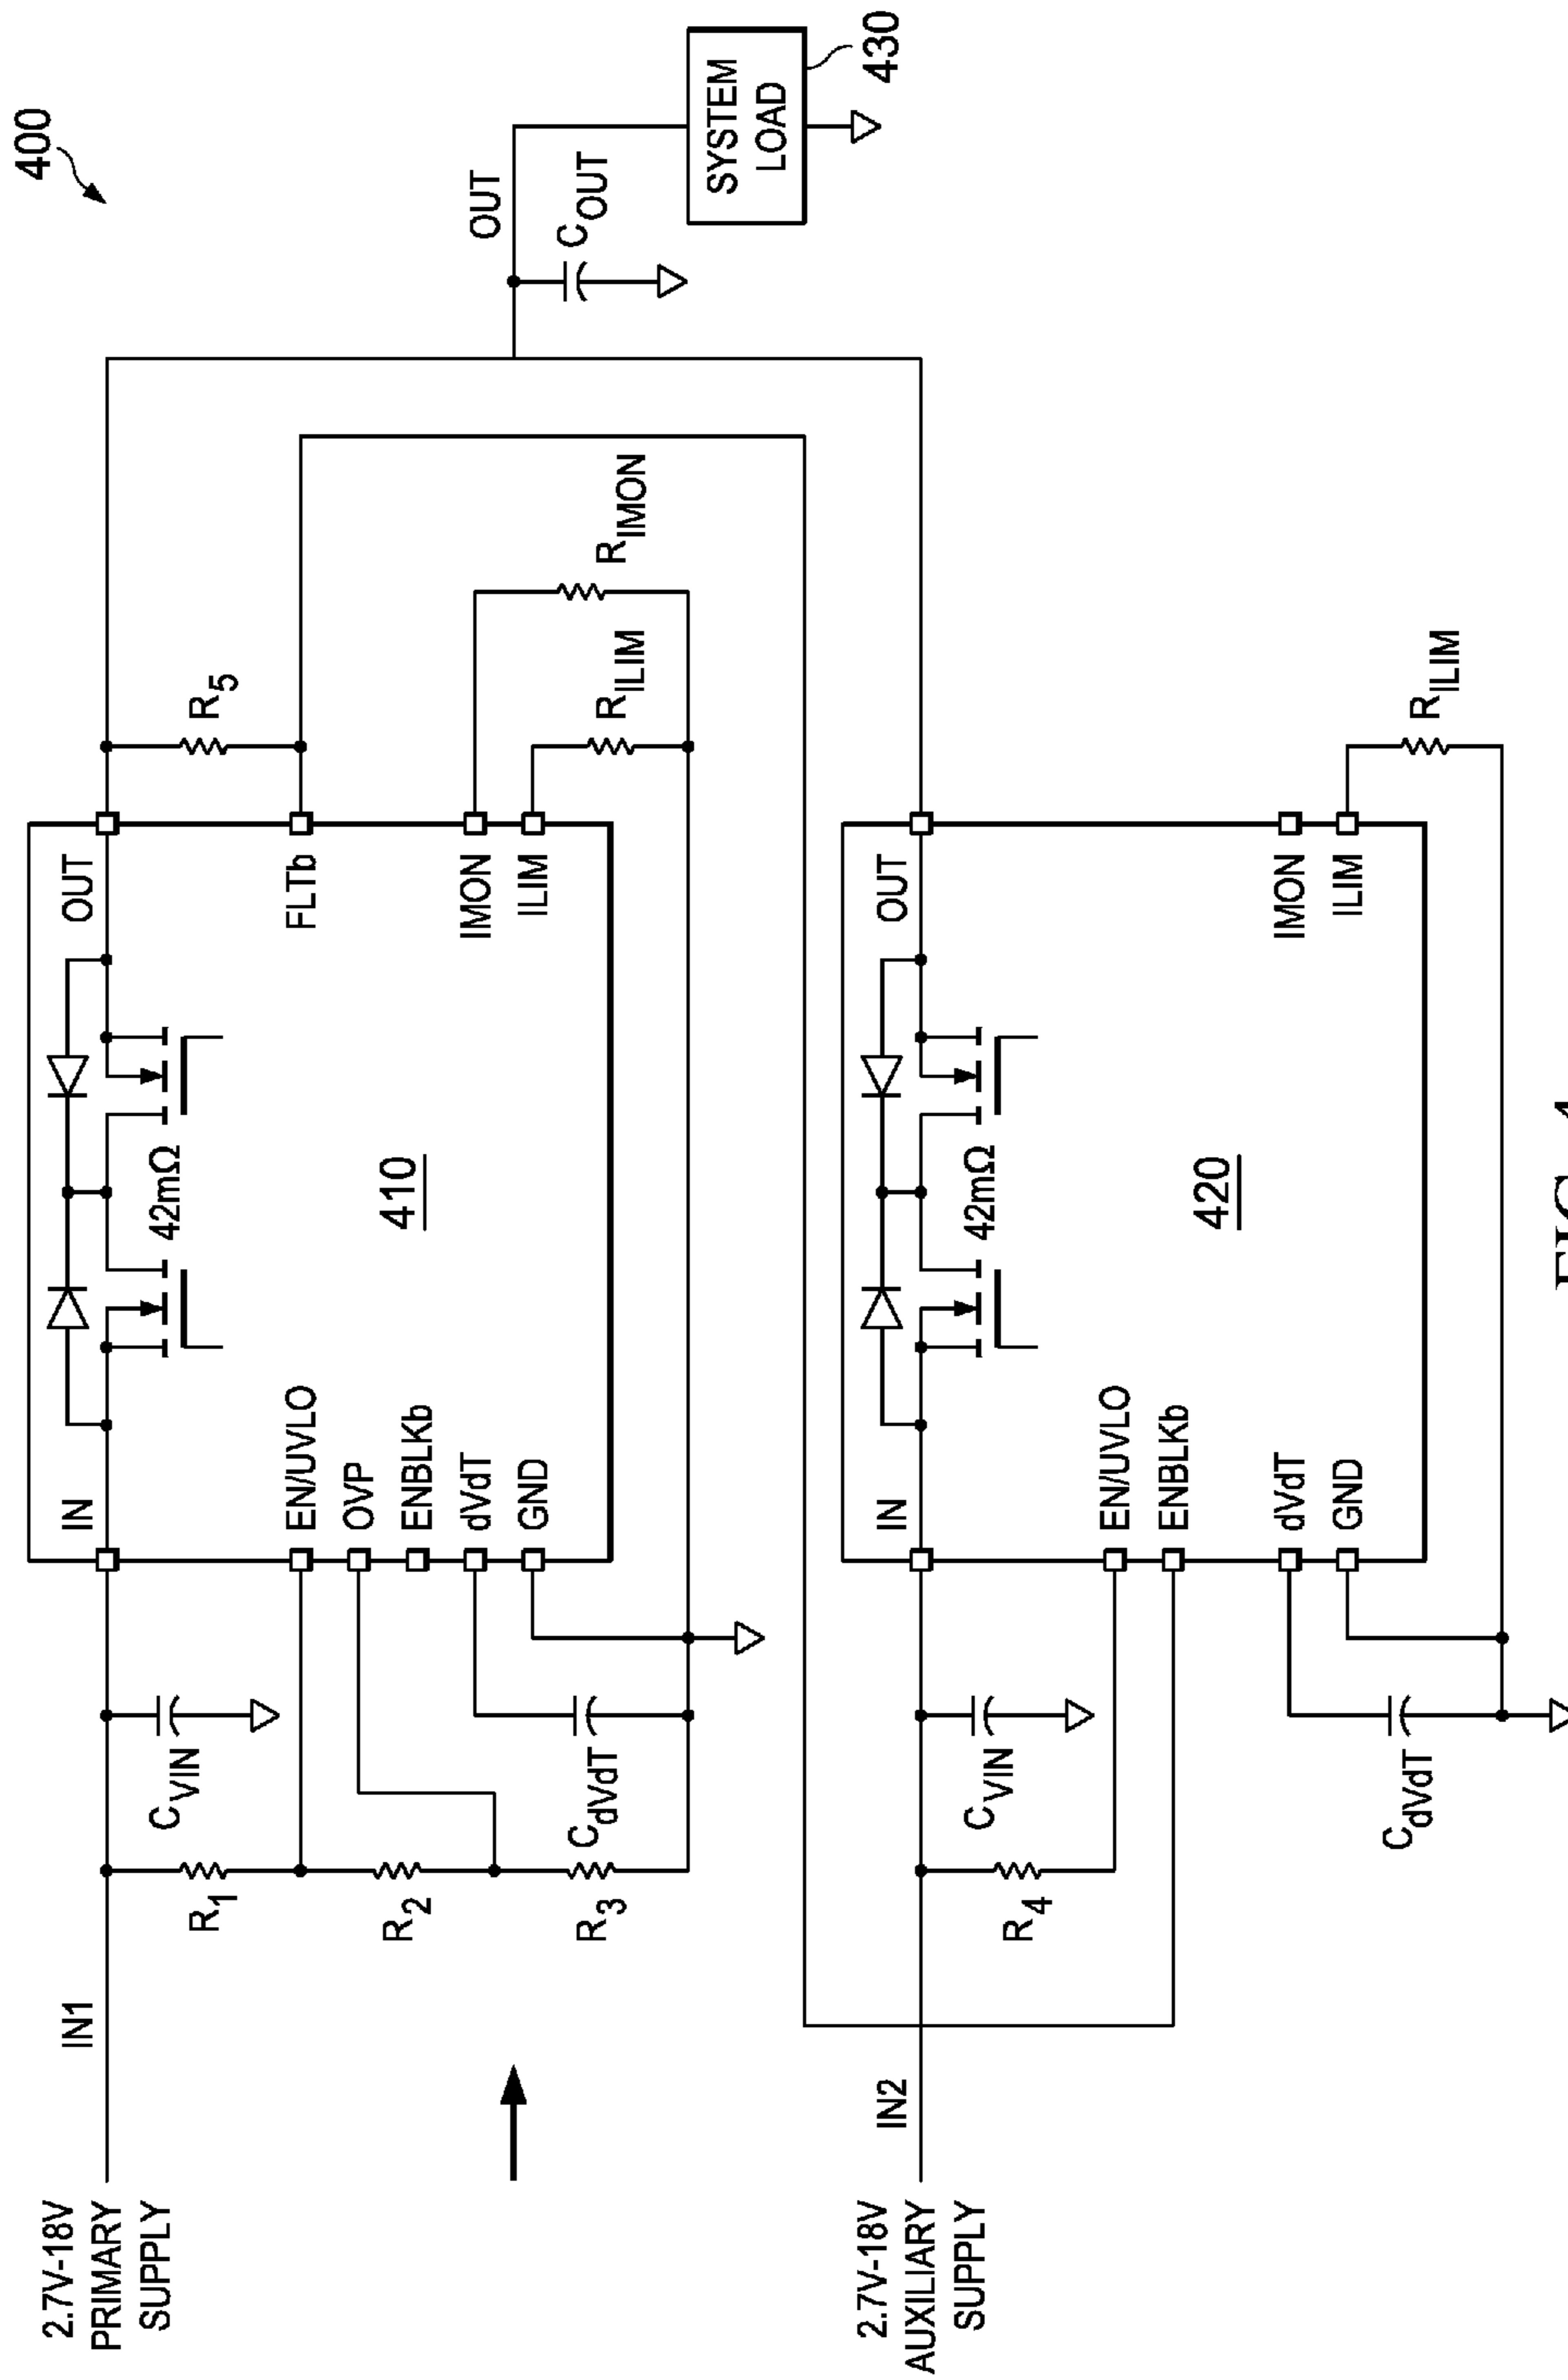 400
2.7V-18V
PRIMARY
SUPPLY
IN1
R1
R2
R3
CVIN
CdVdT
IN
EN/UVLO
OVP
ENBLKb
dVdT
GND
42mΩ
410
OUT
FLTb
IMON
ILIM
R5
RILIM
RIMON
OUT
COUT
SYSTEM
LOAD
430
2.7V-18V
AUXILIARY
SUPPLY
IN2
R4
CVIN
CdVdT
IN
EN/UVLO
ENBLKb
dVdT
GND
42mΩ
420
OUT
IMON
ILIM
RILIM